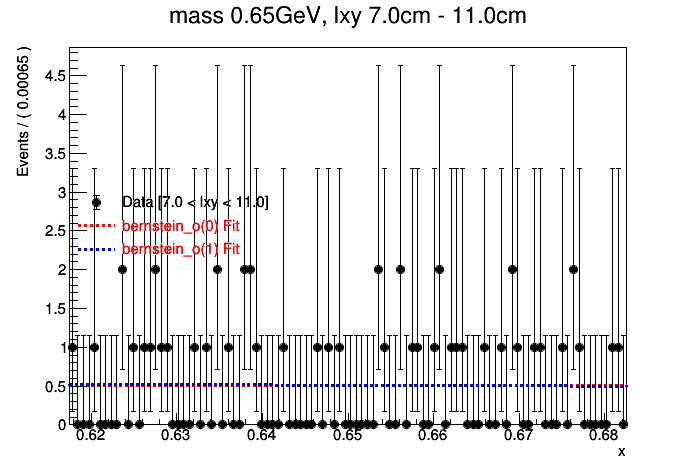 mass 0.65GeV, lxy 7.0cm - 11.0cm
Events / ( 0.00065 )
4.5
4
3.5
3
2.5
2
1.5
1
0.5
0
Data [7.0 < lxy < 11.0]
bernstein_o(0) Fit
bernstein_o(1) Fit
0.62 0.63 0.64 0.65 0.66 0.67 0.68
x